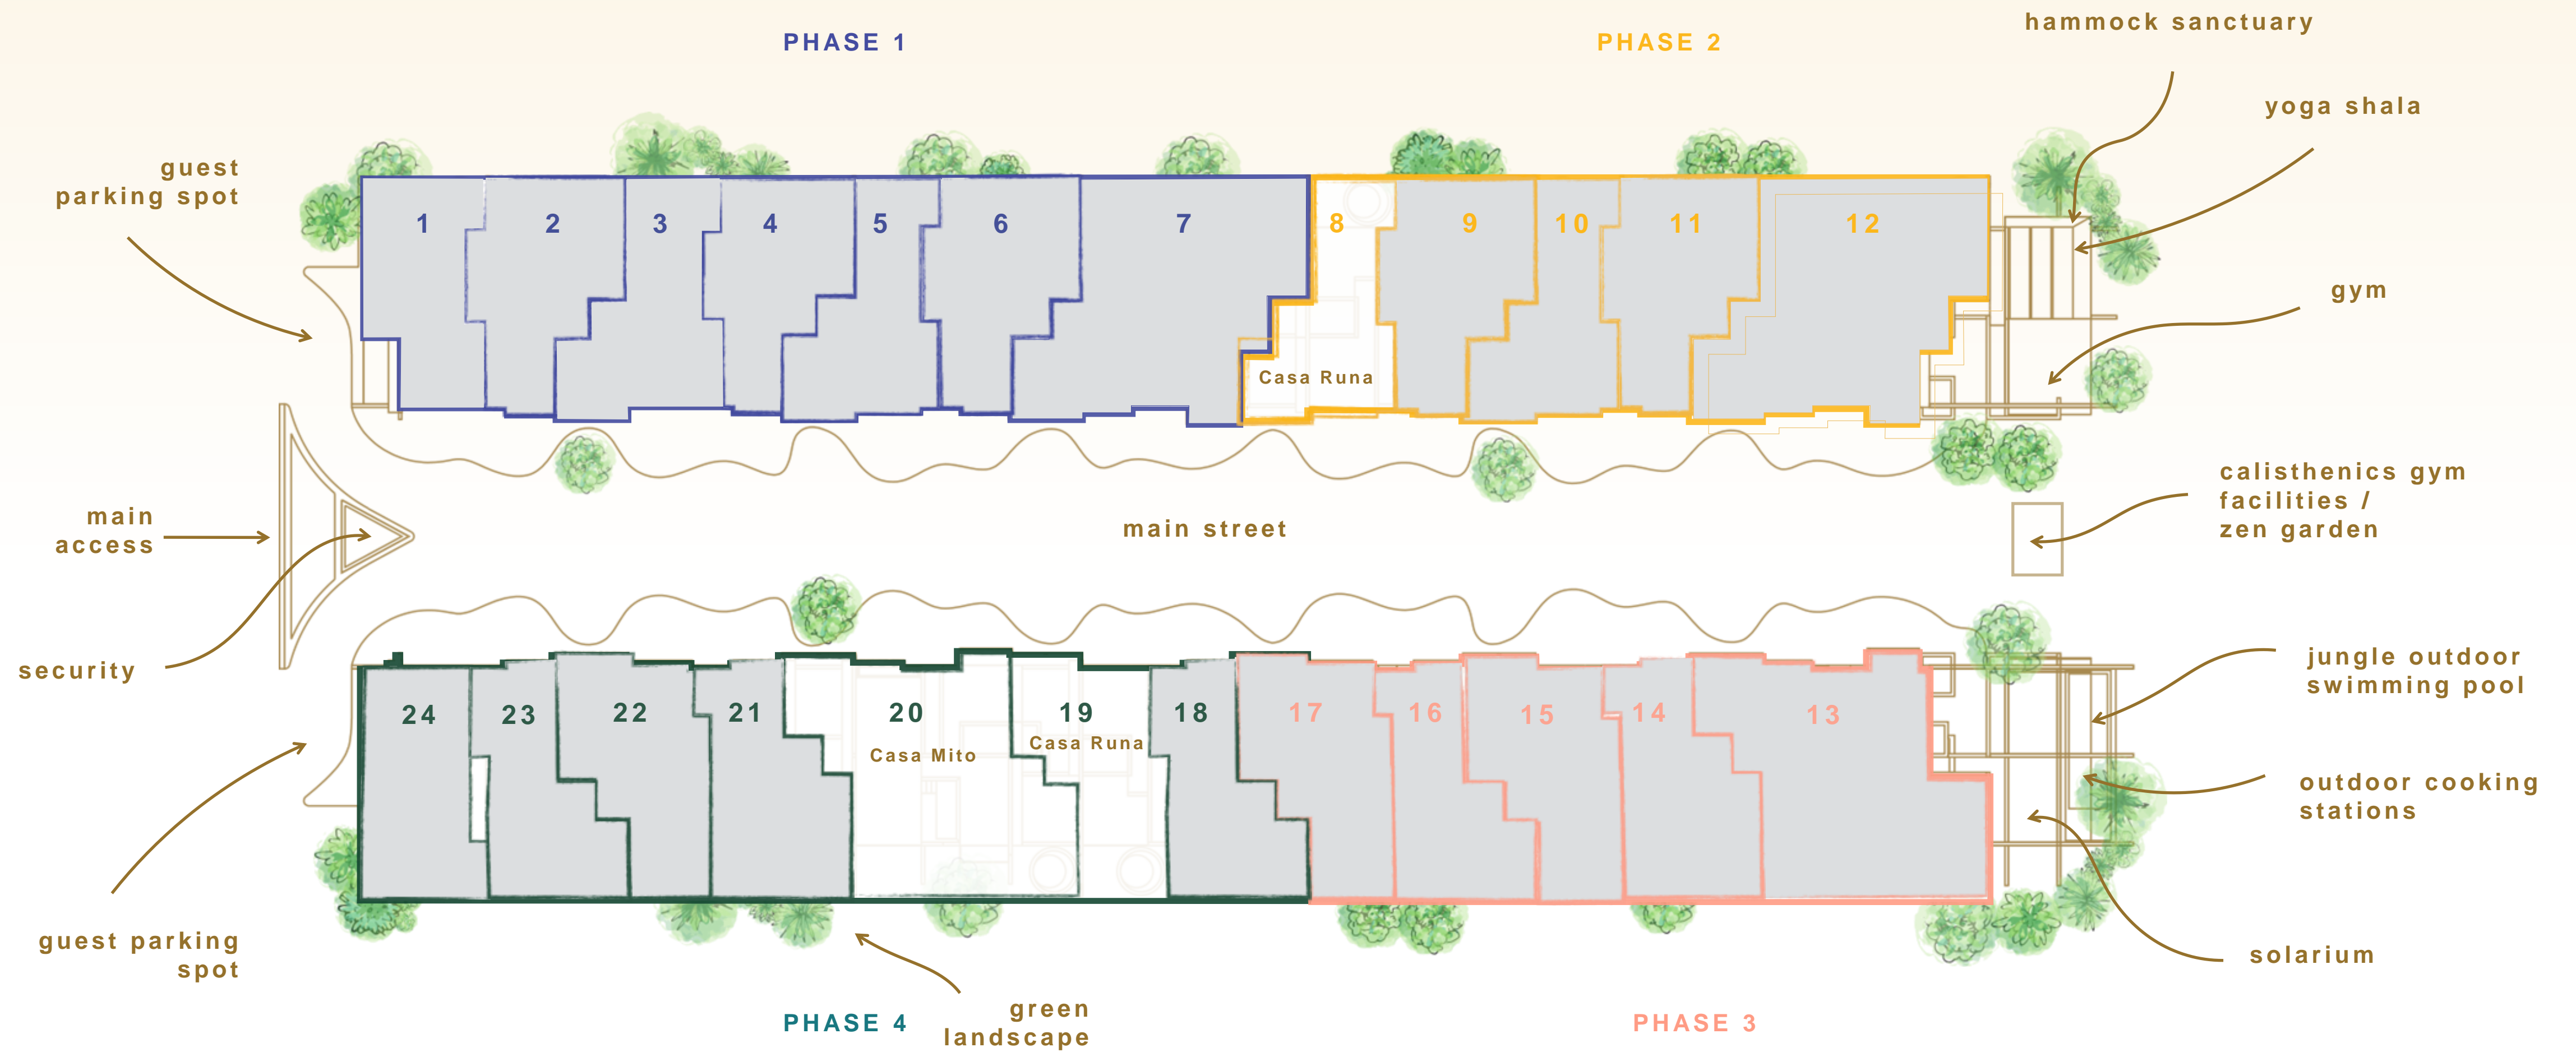 hammock sanctuary
PHASE 1
PHASE 2
yoga shala
guest
parking spot
1
2
3
4
5
6
7
8
9
10
11
12
gym
Casa Runa
calisthenics gym
facilities /
zen garden
main
access
main street
security
jungle outdoor
swimming pool
24
23
22
21
20
19
18
17
16
15
14
13
Casa Mito
Casa Runa
outdoor cooking
stations
guest parking
spot
solarium
green
landscape
PHASE 4
PHASE 3